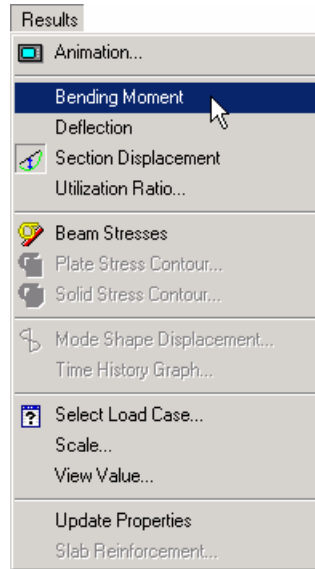 Results
Animation...
Bending Moment
Deflection
Section Displacement
Utilization Ratio...
Beam Stresses
Plate Stress Contour...
Solid Stress Contour...
Mode Shape Displacement...
Time History Graph...
Select Load Case...
Scale...
View Value...
Update Properties
Slab Reinforcement...